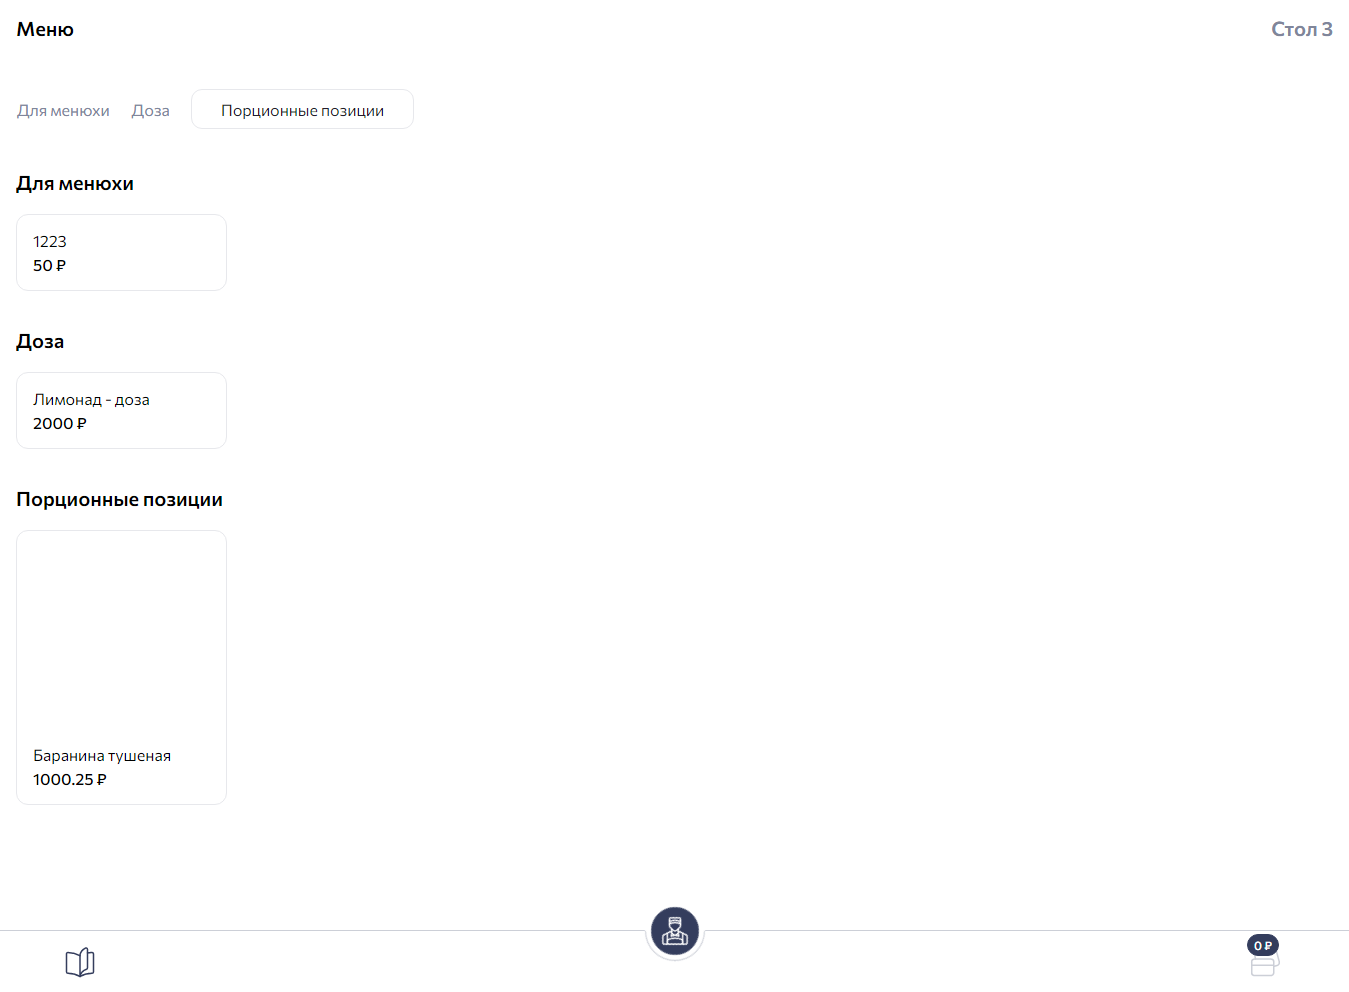 Меню
Стол 3
Для менюхи
Доза
Порционные позиции
Для менюхи
1223
50 ₽
Доза
Лимонад - доза
2000 ₽
Порционные позиции
Баранина тушеная
1000.25 ₽
0 ₽